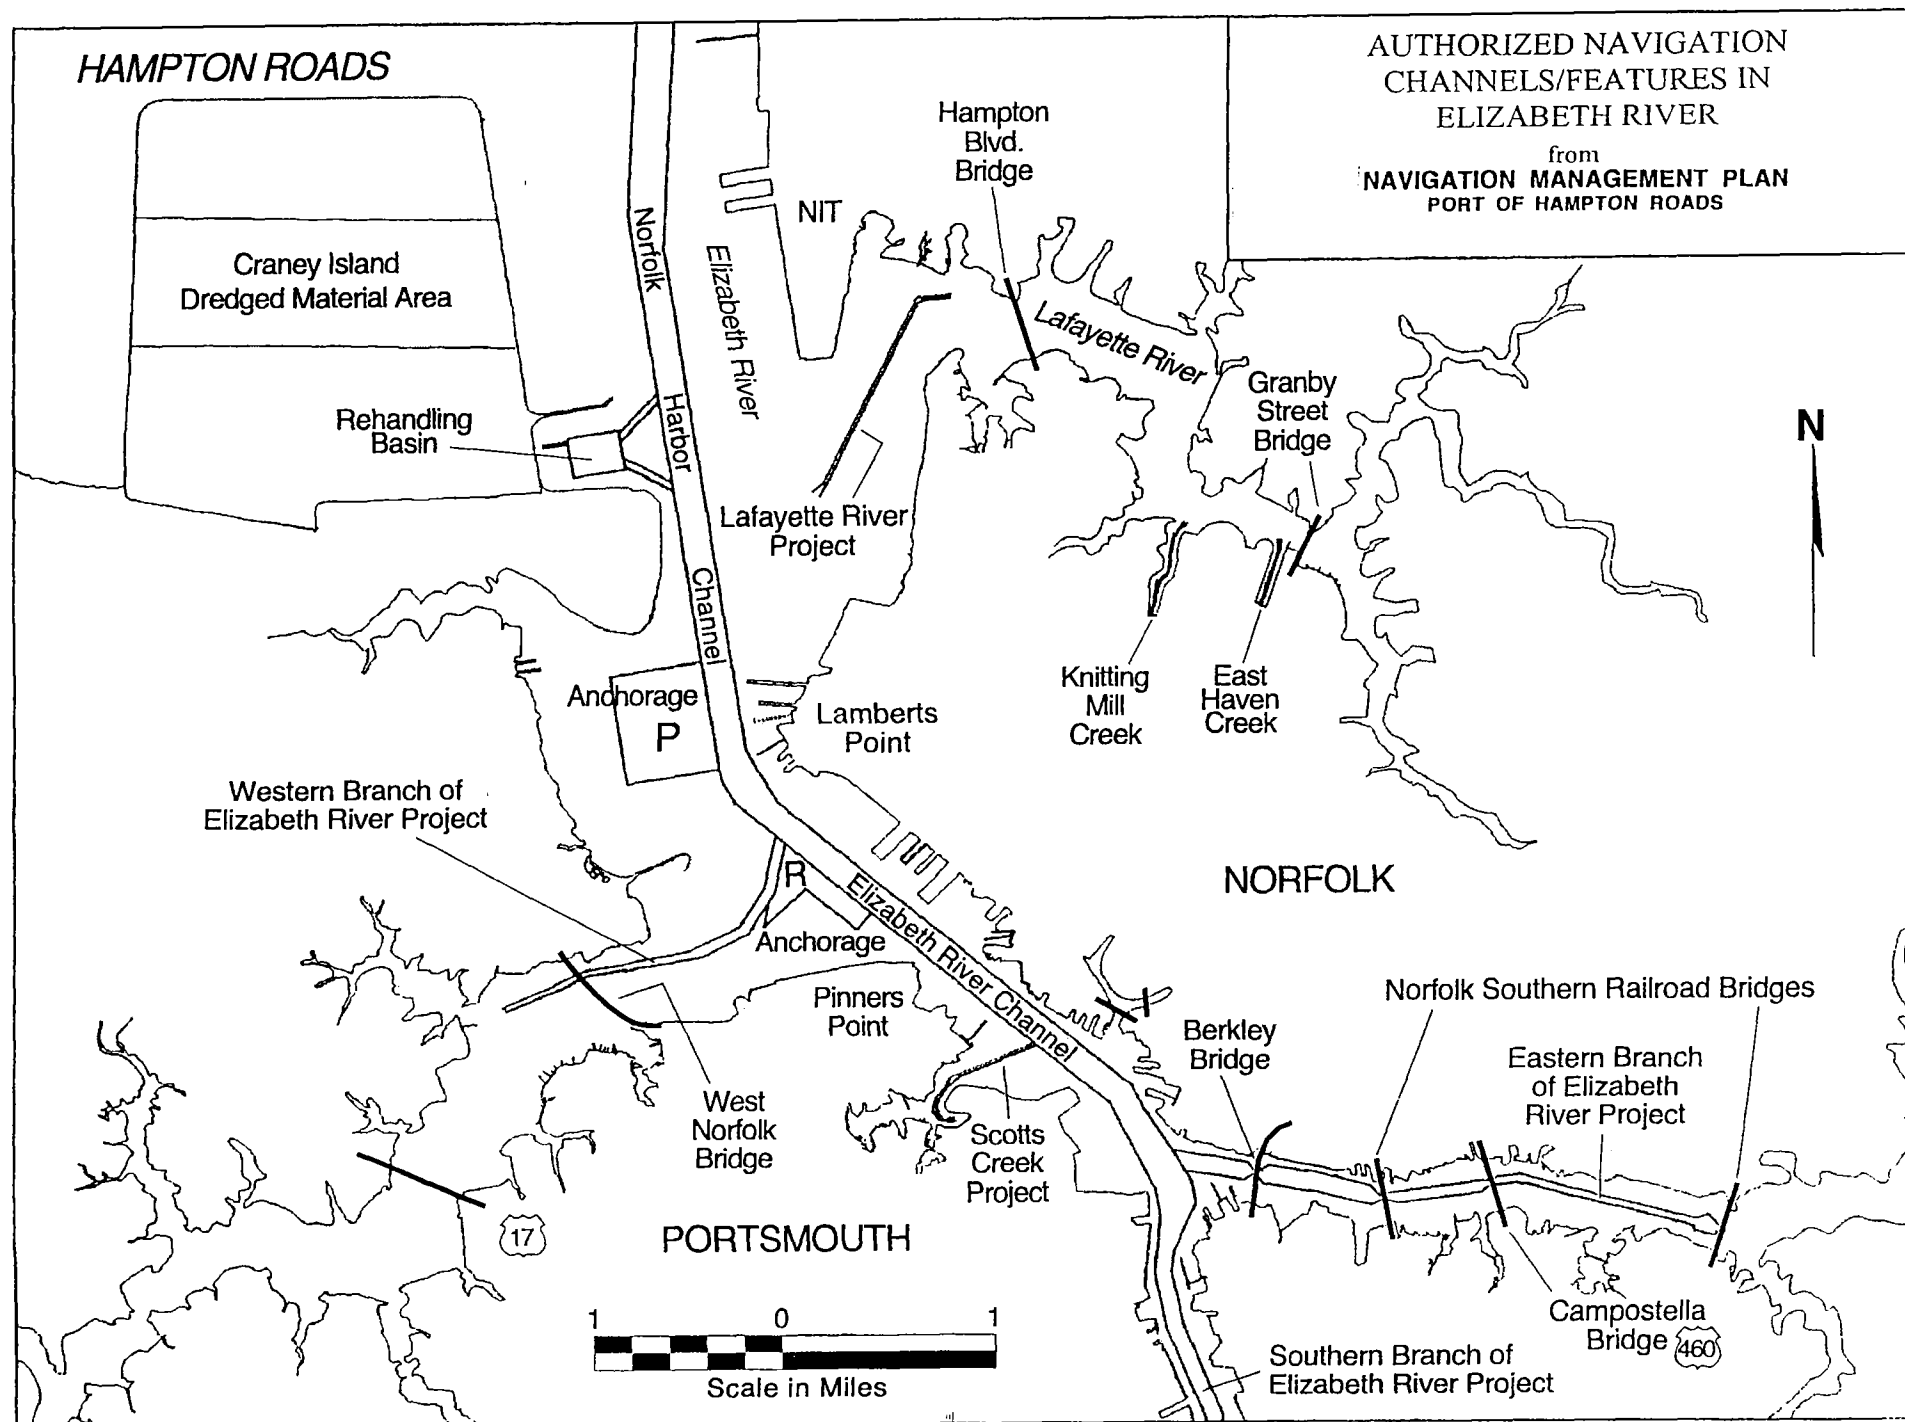 HAMPTON ROADS
AUTHORIZED NAVIGATION
CHANNELS/FEATURES IN
ELIZABETH RIVER
from
NAVIGATION MANAGEMENT PLAN
PORT OF HAMPTON ROADS
Hampton
Blvd.
Bridge
NIT
Norfolk
Harbor
Channel
Elizabeth River
Craney Island
Dredged Material Area
Lafayette River
Granby
Street
Bridge
Rehandling
Basin
N
Lafayette River
Project
Knitting
Mill
Creek
East
Haven
Creek
Anchorage
P
Lamberts
Point
Western Branch of
Elizabeth River Project
R
Anchorage
Elizabeth River Channel
NORFOLK
Pinners
Point
Norfolk Southern Railroad Bridges
Berkley
Bridge
Eastern Branch
of Elizabeth
River Project
West
Norfolk
Bridge
Scotts
Creek
Project
17
PORTSMOUTH
Campostella
Bridge
460
1 0 1
Scale in Miles
Southern Branch of
Elizabeth River Project